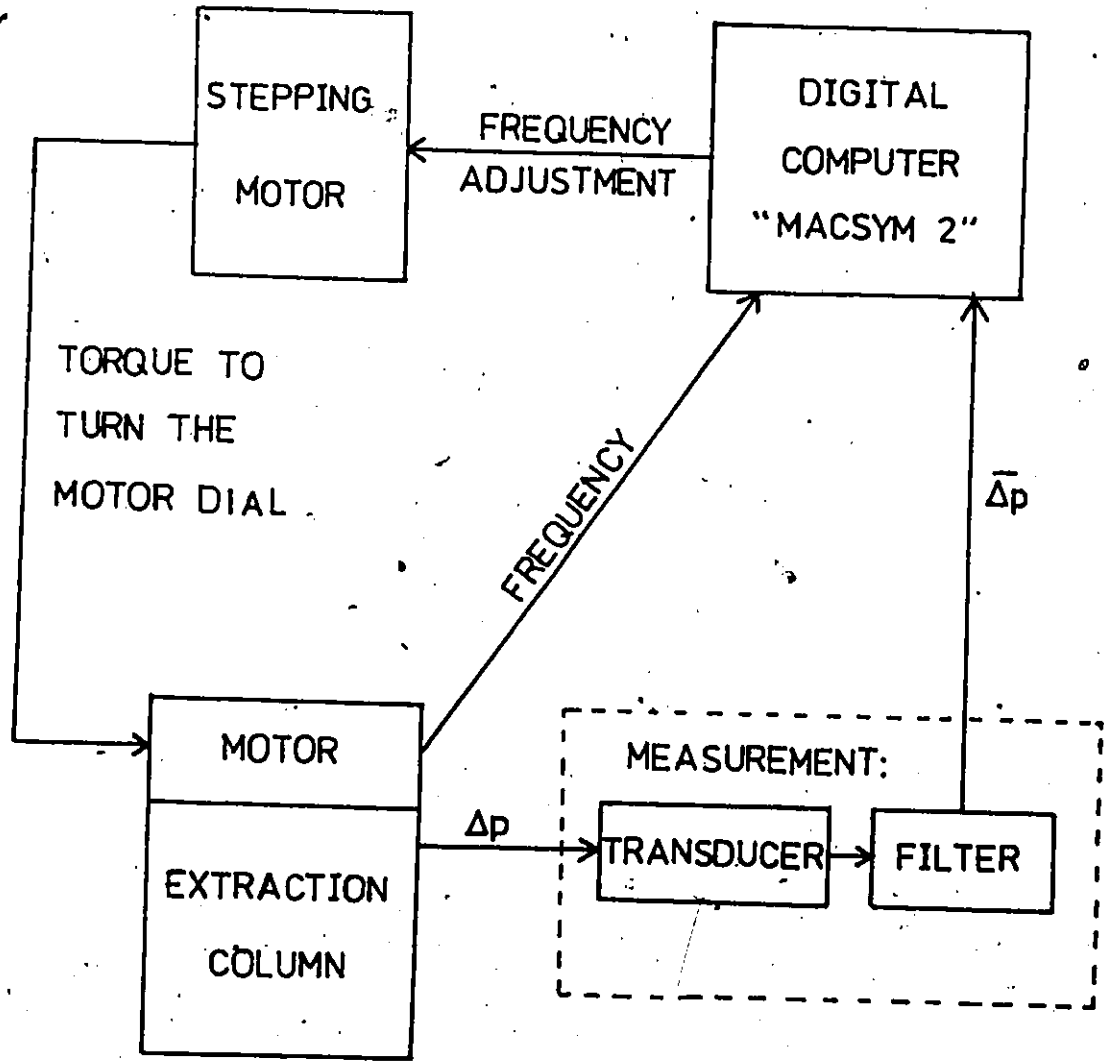 STEPPING
MOTOR
FREQUENCY
ADJUSTMENT
DIGITAL
COMPUTER
“MACSYM 2”
TORQUE TO
TURN THE
MOTOR DIAL
FREQUENCY
Δ̅p
MOTOR
EXTRACTION
COLUMN
Δp
MEASUREMENT:
TRANSDUCER
FILTER